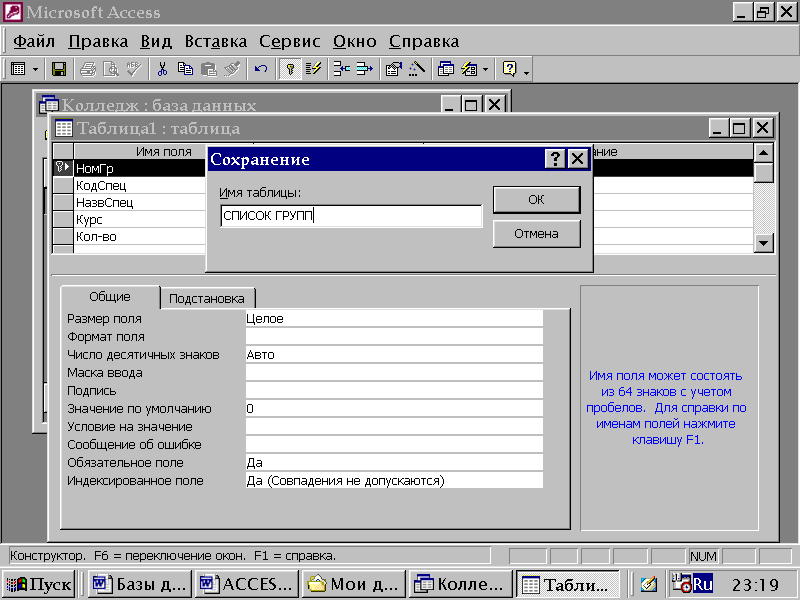 Microsoft Access
Файл Правка Вид Вставка Сервис Окно Справка
Колледж : база данных
Таблица1 : таблица
Имя поля
ание
НомГр
КодСпец
НазвСпец
Курс
Кол-во
Сохранение
Имя таблицы:
СПИСОК ГРУПП
ОК
Отмена
Общие Подстановка
Размер поля Целое
Формат поля
Число десятичных знаков Авто
Маска ввода
Подпись
Значение по умолчанию 0
Условие на значение
Сообщение об ошибке
Обязательное поле Да
Индексированное поле Да (Совпадения не допускаются)
Имя поля может состоять
из 64 знаков с учетом
пробелов. Для справки по
именам полей нажмите
клавишу F1.
Конструктор. F6 = переключение окон. F1 = справка. NUM
Пуск Базы д... ACCES... Мои д... Колле... Табли... Ru 23:19